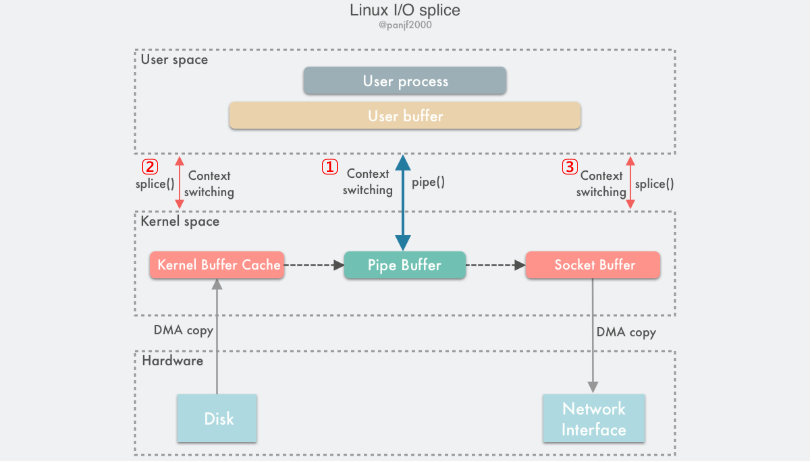 Linux I/O splice
@panjf2000
User space
User process
User buffer
2
splice()
Context
switching
1
Context
switching
pipe()
3
Context
switching
splice()
Kernel space
Kernel Buffer Cache
Pipe Buffer
Socket Buffer
DMA copy
DMA copy
Hardware
Disk
Network
Interface